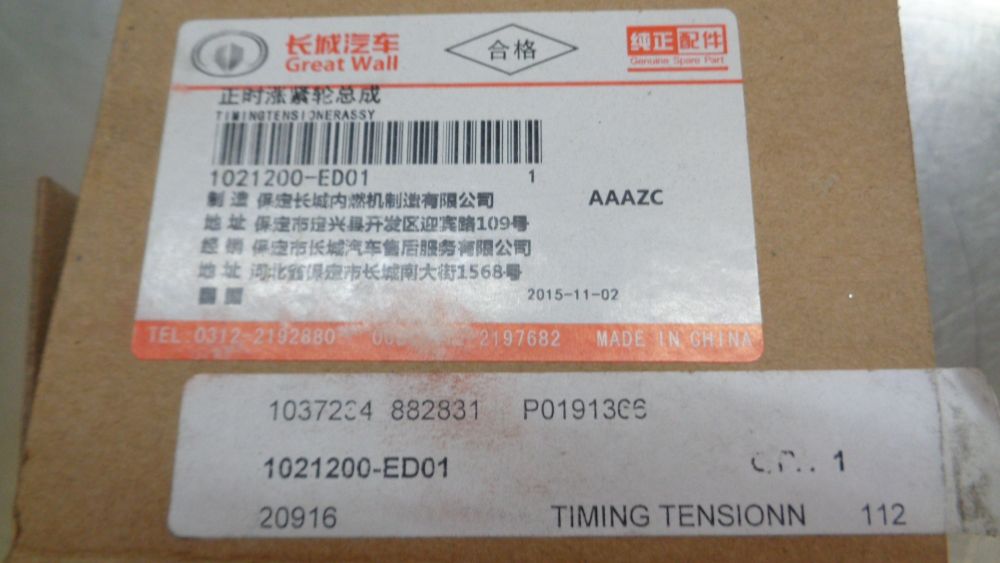 长城汽车
Great Wall
合格
纯正配件
Genuine Spare Part
正时涨紧轮总成
TIMINGTENSIONERASSY
1021200-ED01 1
制造 保定长城内燃机制造有限公司 AAAZC
地址 保定市定兴县开发区迎宾路109号
经销 保定市长城汽车售后服务有限公司
地址 河北省保定市长城南大街1568号
2015-11-02
TEL:0312-2192880 2197682 MADE IN CHINA
1037234 882831 P0191366
1021200-ED01 1
20916 TIMING TENSIONN 112